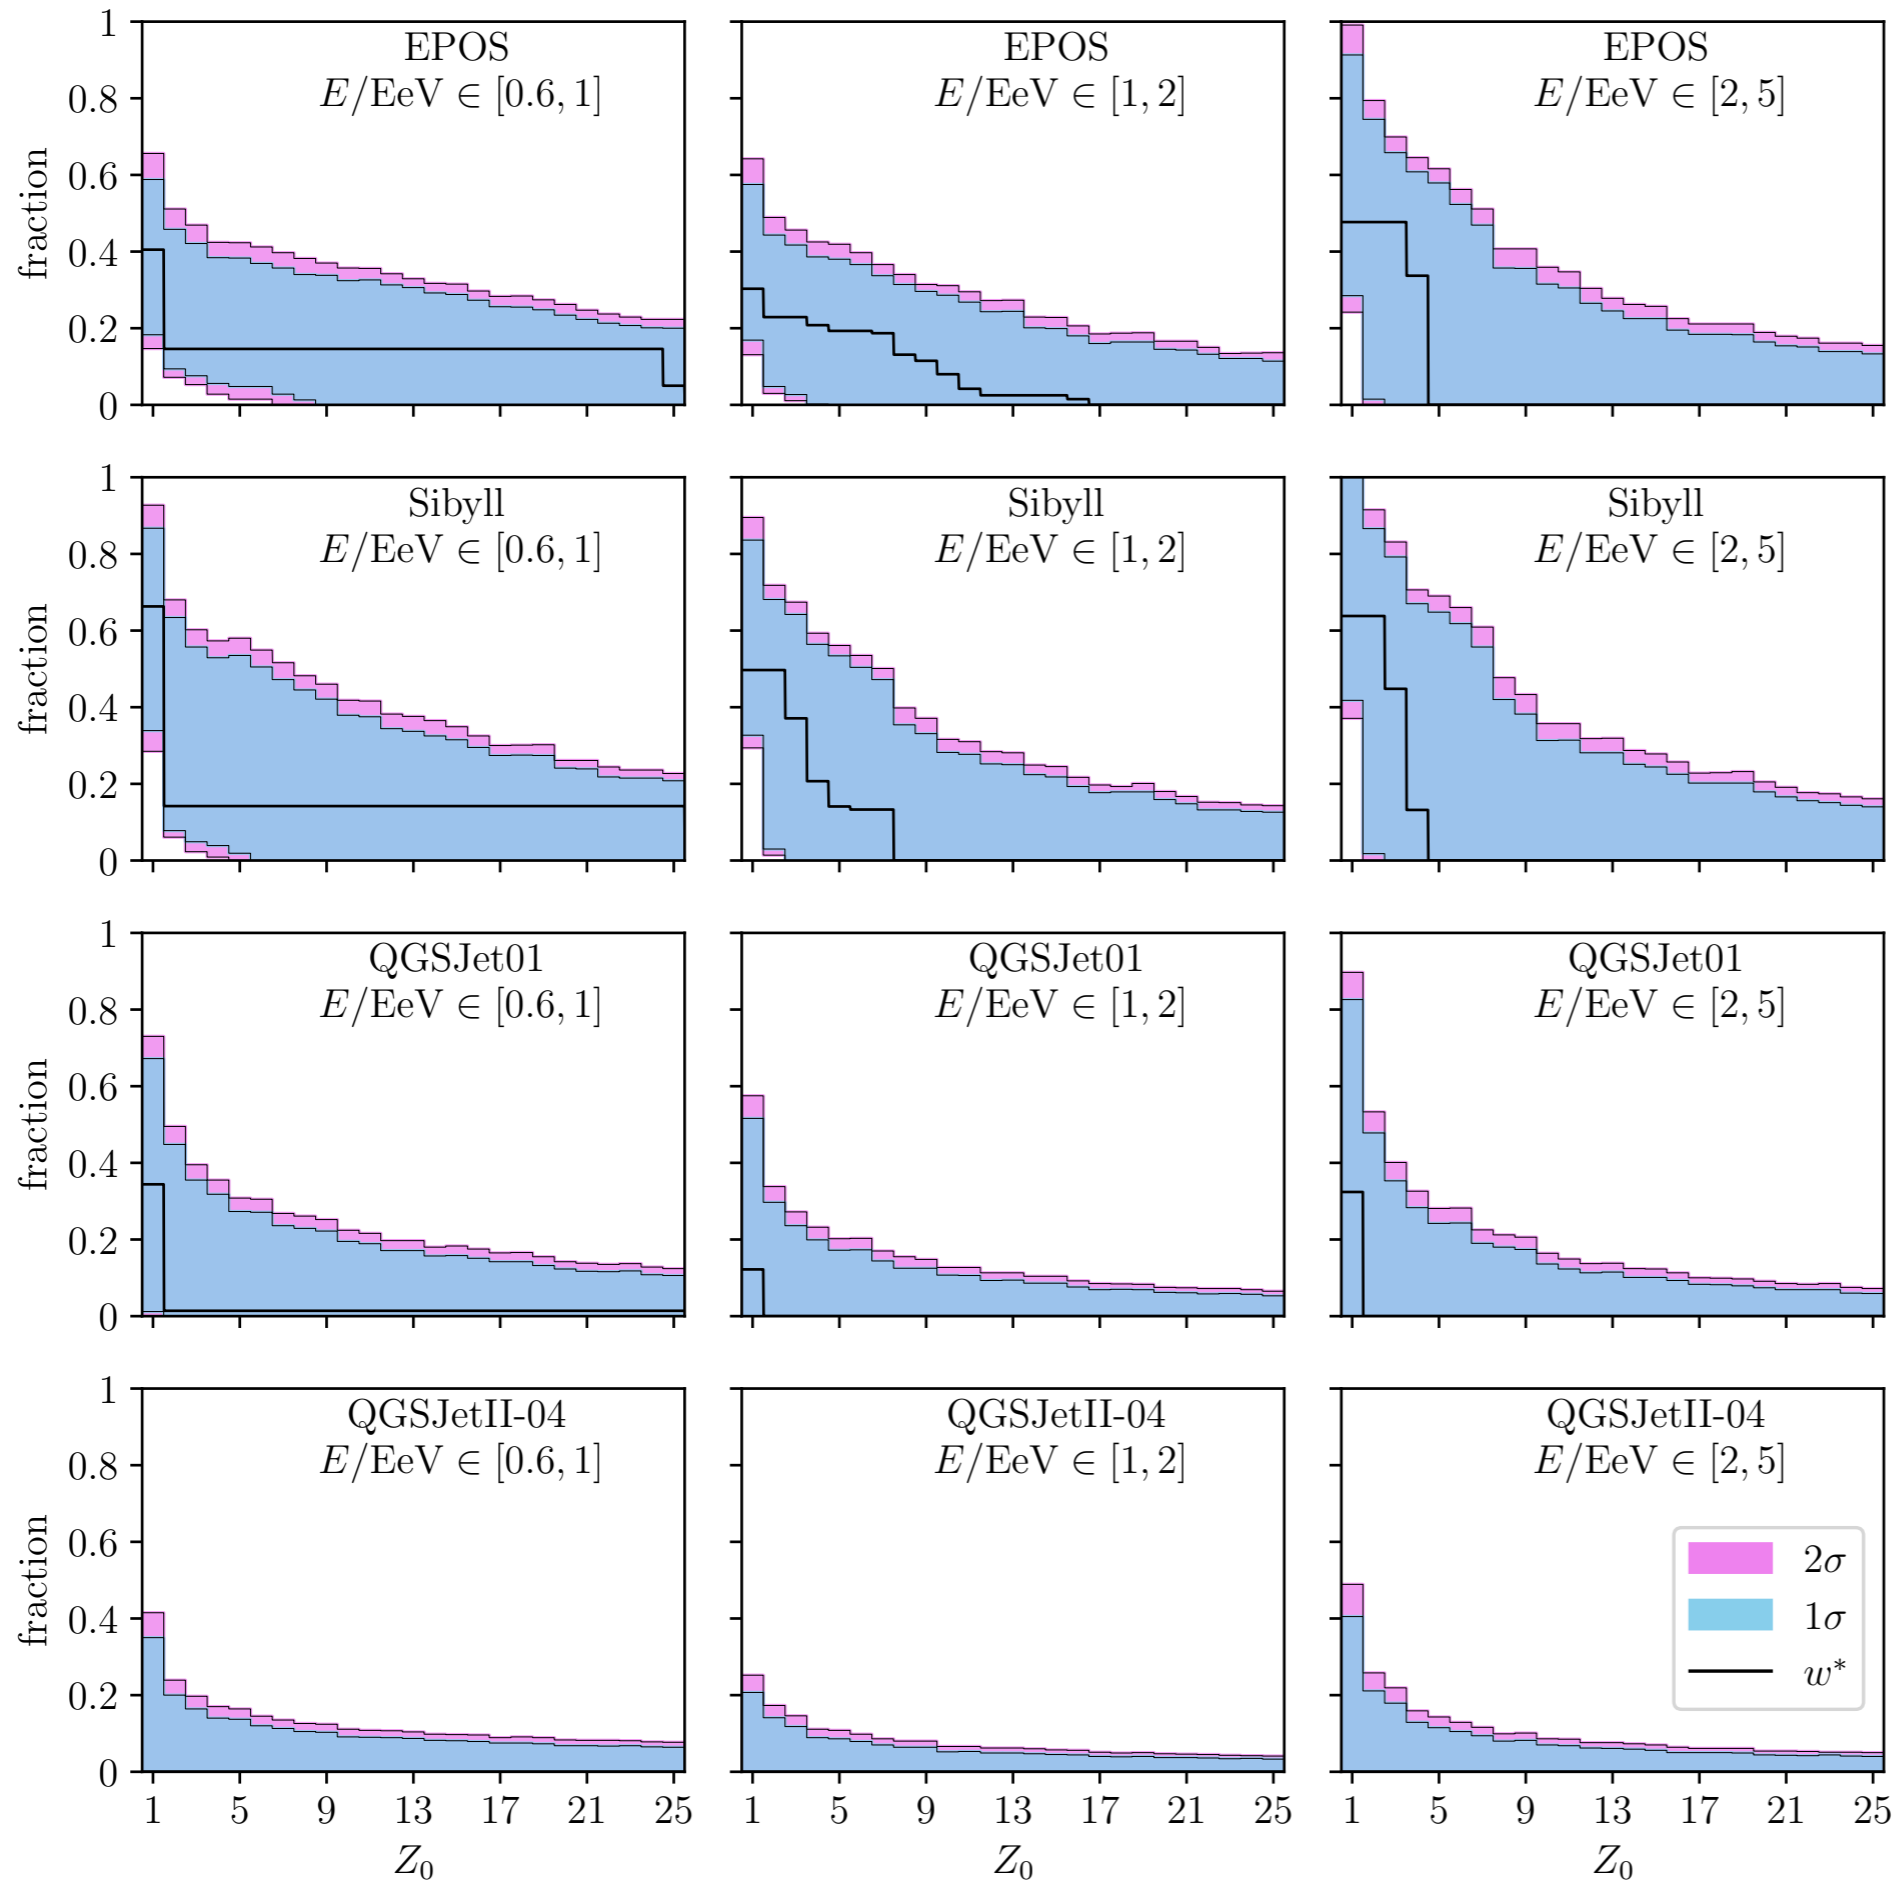 EPOS
E/EeV ∈ [0.6, 1]
EPOS
E/EeV ∈ [1, 2]
EPOS
E/EeV ∈ [2, 5]
fraction
1
0.8
0.6
0.4
0.2
0
Sibyll
E/EeV ∈ [0.6, 1]
Sibyll
E/EeV ∈ [1, 2]
Sibyll
E/EeV ∈ [2, 5]
fraction
1
0.8
0.6
0.4
0.2
0
QGSJet01
E/EeV ∈ [0.6, 1]
QGSJet01
E/EeV ∈ [1, 2]
QGSJet01
E/EeV ∈ [2, 5]
fraction
1
0.8
0.6
0.4
0.2
0
QGSJetII-04
E/EeV ∈ [0.6, 1]
QGSJetII-04
E/EeV ∈ [1, 2]
QGSJetII-04
E/EeV ∈ [2, 5]
fraction
1
0.8
0.6
0.4
0.2
0
2σ
1σ
w*
1 5 9 13 17 21 25
1 5 9 13 17 21 25
1 5 9 13 17 21 25
Z₀
Z₀
Z₀